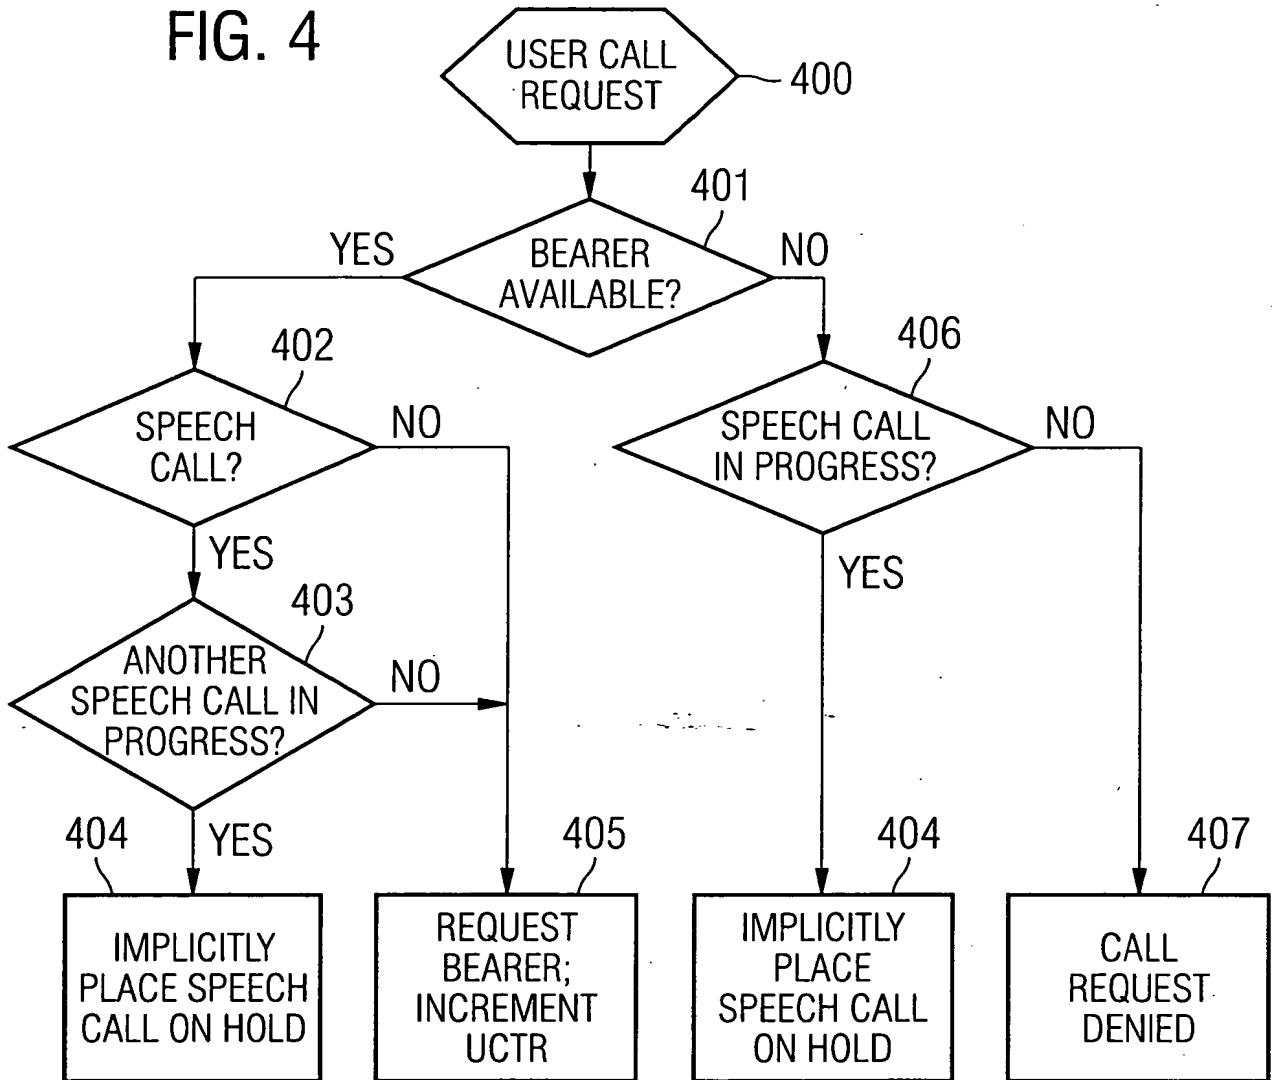 FIG. 4
USER CALL
REQUEST
400
401
YES
BEARER
AVAILABLE?
NO
402
406
SPEECH
CALL?
NO
SPEECH CALL
IN PROGRESS?
NO
YES
YES
403
ANOTHER
SPEECH CALL IN
PROGRESS?
NO
404
YES
405
404
407
IMPLICITLY
PLACE SPEECH
CALL ON HOLD
REQUEST
BEARER;
INCREMENT
UCTR
IMPLICITLY
PLACE
SPEECH CALL
ON HOLD
CALL
REQUEST
DENIED